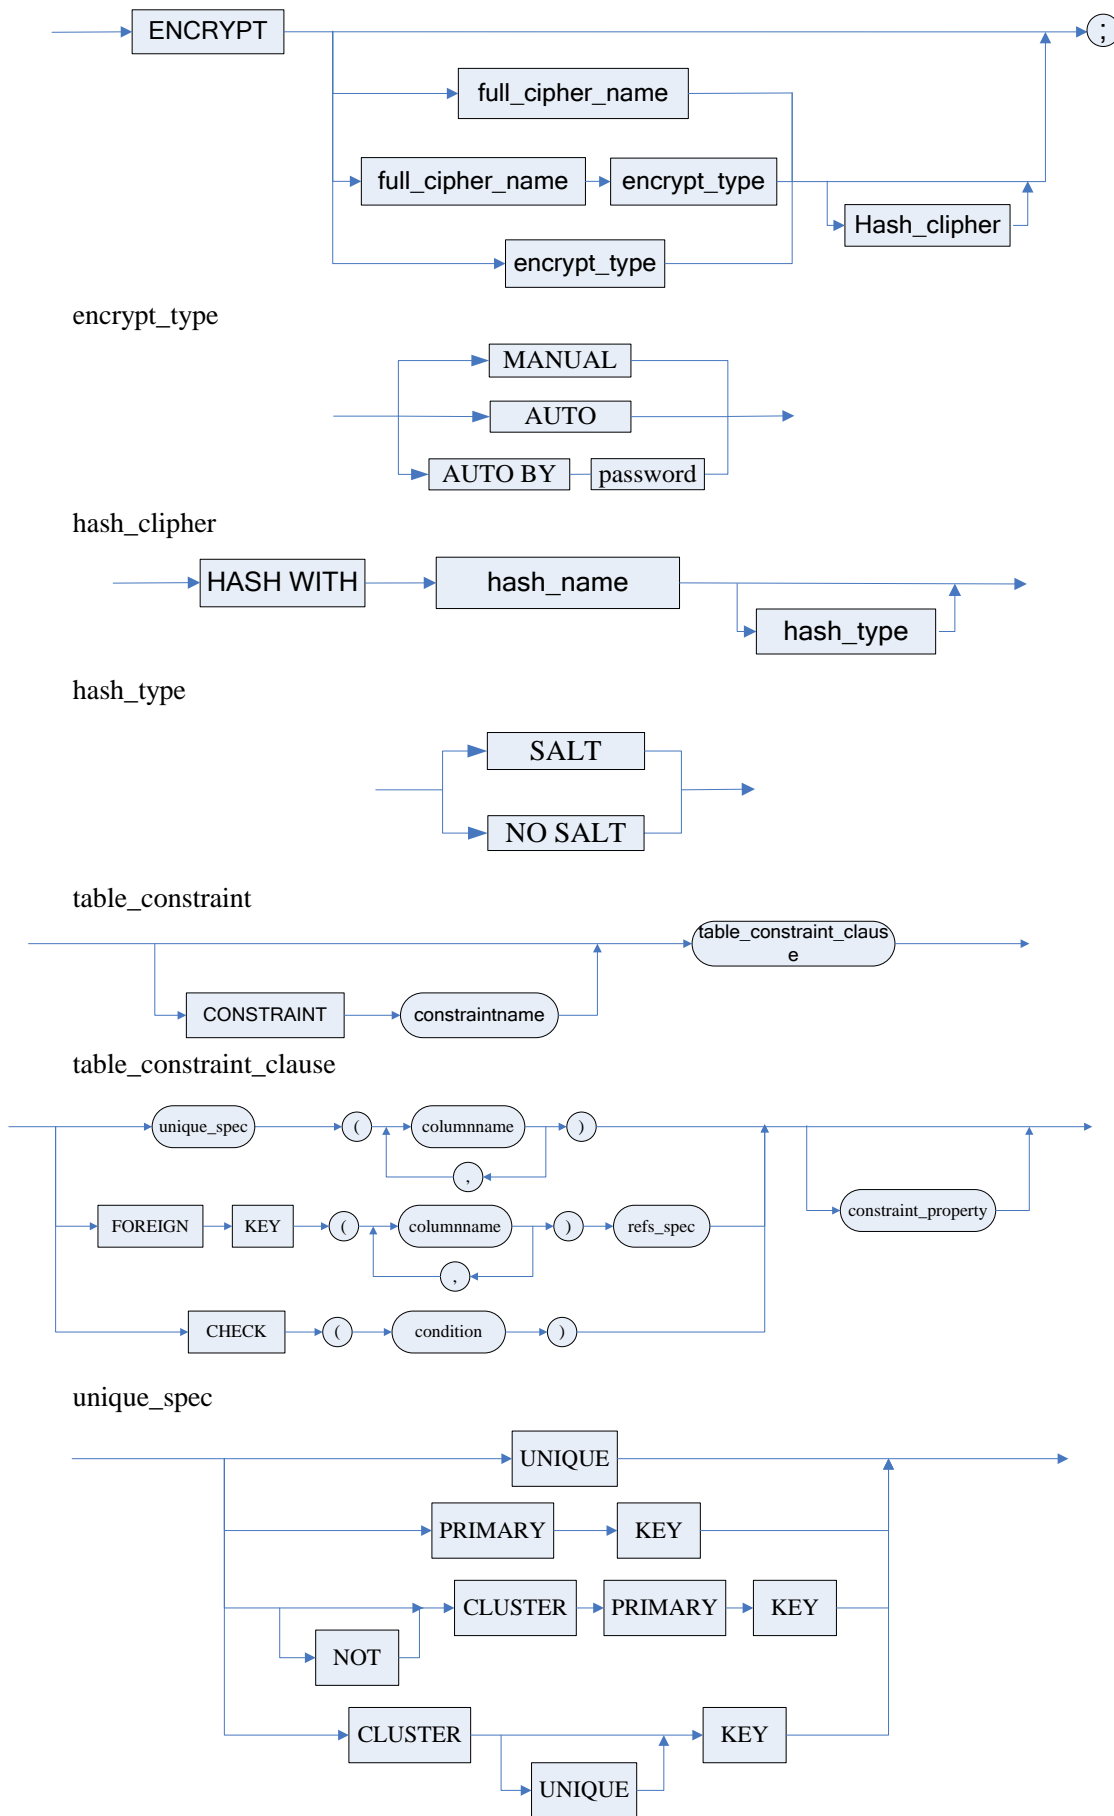 ENCRYPT ;
full_cipher_name
full_cipher_name encrypt_type
Hash_clipher
encrypt_type
encrypt_type
MANUAL
AUTO
AUTO BY password
hash_clipher
HASH WITH hash_name
hash_type
hash_type
SALT
NO SALT
table_constraint
table_constraint_claus
e
CONSTRAINT constraintname
table_constraint_clause
unique_spec ( columnname )
,
constraint_property
FOREIGN KEY ( columnname ) refs_spec
,
CHECK ( condition )
unique_spec
UNIQUE
PRIMARY KEY
CLUSTER PRIMARY KEY
NOT
CLUSTER KEY
UNIQUE